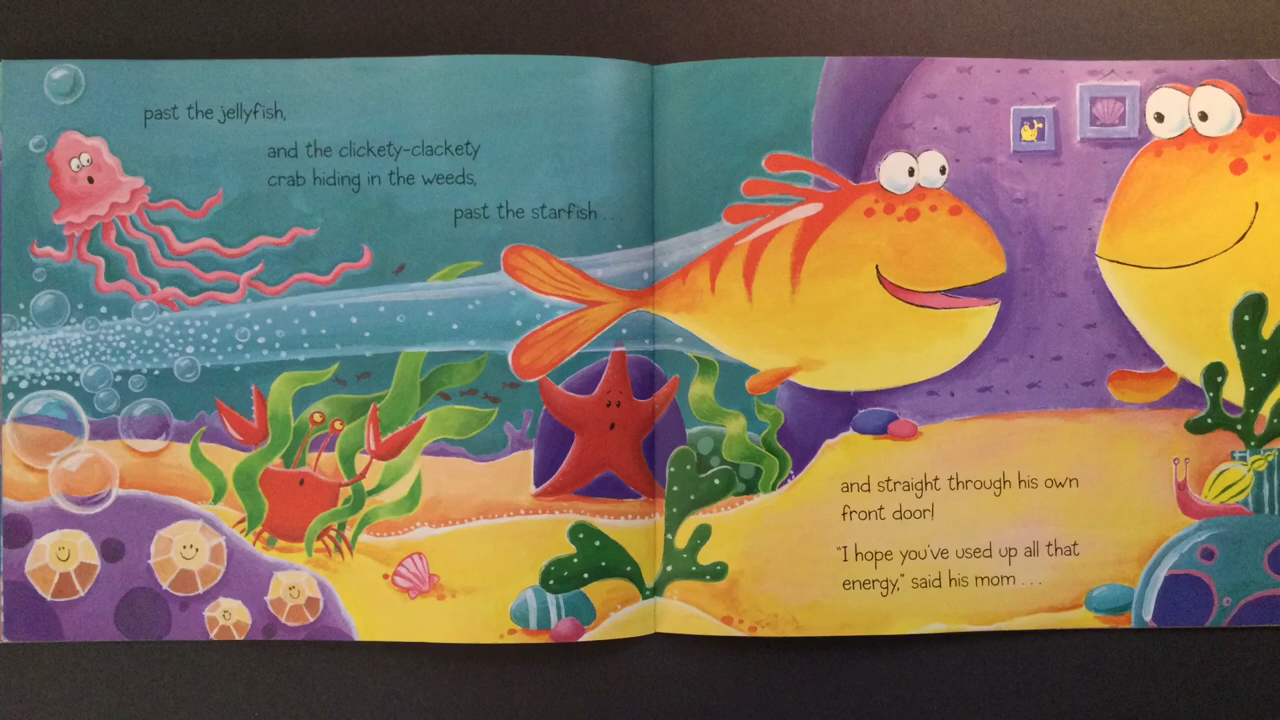 past the jellyfish,
and the clickety-clackety
crab hiding in the weeds,
past the starfish ...
and straight through his own
front door!
"I hope you've used up all that
energy," said his mom ...